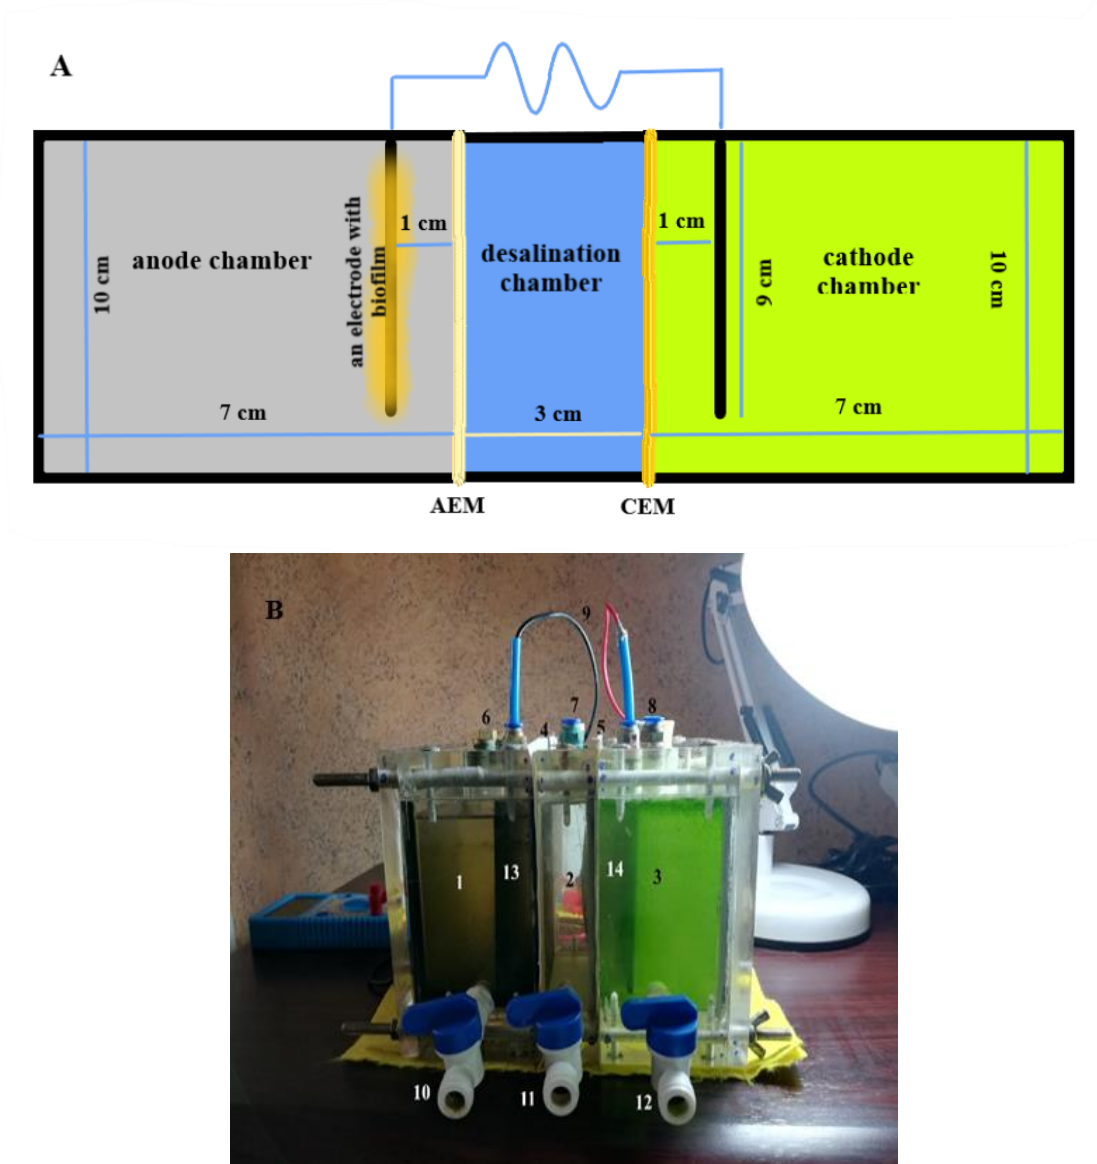 A
1 cm
1 cm
an electrode with
biofilm
anode chamber
desalination
chamber
cathode
chamber
10 cm
9 cm
10 cm
7 cm
3 cm
7 cm
AEM
CEM
B
9
6
7
8
4
5
1
13
2
14
3
10
11
12